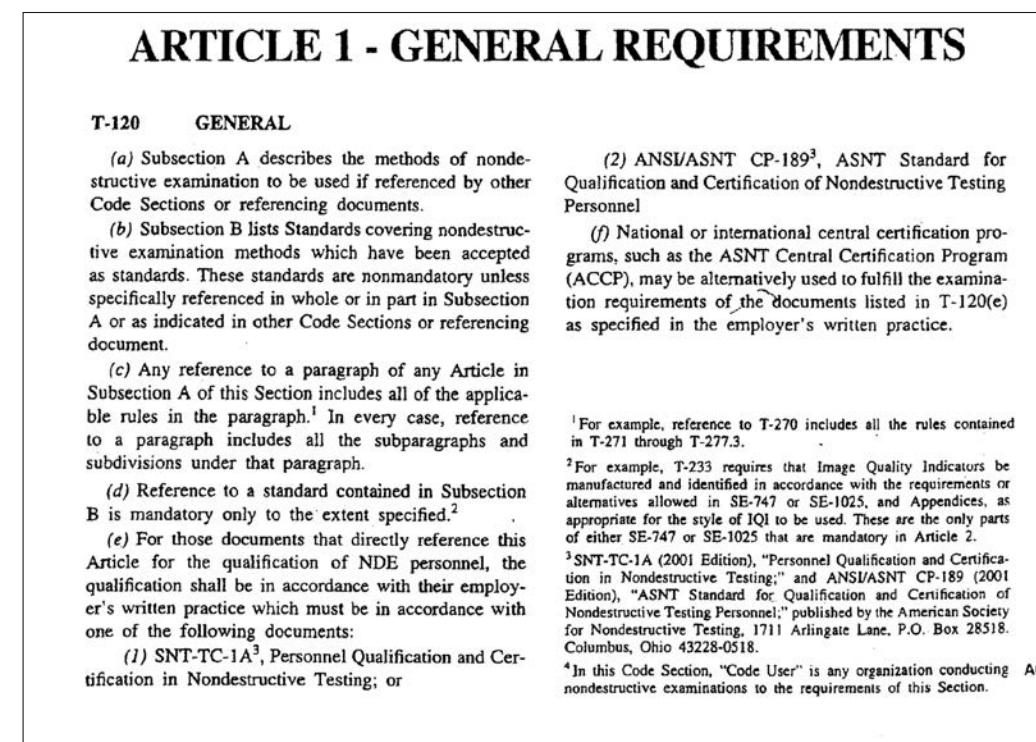 ARTICLE 1 - GENERAL REQUIREMENTS
T-120 GENERAL
(a) Subsection A describes the methods of nonde-
structive examination to be used if referenced by other
Code Sections or referencing documents.
(b) Subsection B lists Standards covering nondestruc-
tive examination methods which have been accepted
as standards. These standards are nonmandatory unless
specifically referenced in whole or in part in Subsection
A or as indicated in other Code Sections or referencing
document.
(c) Any reference to a paragraph of any Article in
Subsection A of this Section includes all of the applica-
ble rules in the paragraph.¹ In every case, reference
to a paragraph includes all the subparagraphs and
subdivisions under that paragraph.
(d) Reference to a standard contained in Subsection
B is mandatory only to the extent specified.²
(e) For those documents that directly reference this
Article for the qualification of NDE personnel, the
qualification shall be in accordance with their employ-
er's written practice which must be in accordance with
one of the following documents:
(1) SNT-TC-1A³, Personnel Qualification and Cer-
tification in Nondestructive Testing; or
(2) ANSI/ASNT CP-189³, ASNT Standard for
Qualification and Certification of Nondestructive Testing
Personnel
(f) National or international central certification pro-
grams, such as the ASNT Central Certification Program
(ACCP), may be alternatively used to fulfill the examina-
tion requirements of the documents listed in T-120(e)
as specified in the employer's written practice.
¹ For example, reference to T-270 includes all the rules contained
in T-271 through T-277.3.
² For example, T-233 requires that Image Quality Indicators be
manufactured and identified in accordance with the requirements or
alternatives allowed in SE-747 or SE-1025, and Appendices, as
appropriate for the style of IQI to be used. These are the only parts
of either SE-747 or SE-1025 that are mandatory in Article 2.
³ SNT-TC-1A (2001 Edition), "Personnel Qualification and Certifica-
tion in Nondestructive Testing;" and ANSI/ASNT CP-189 (2001
Edition), "ASNT Standard for Qualification and Certification of
Nondestructive Testing Personnel;" published by the American Society
for Nondestructive Testing, 1711 Arlingate Lane, P.O. Box 28518.
Columbus, Ohio 43228-0518.
⁴ In this Code Section, "Code User" is any organization conducting
nondestructive examinations to the requirements of this Section.